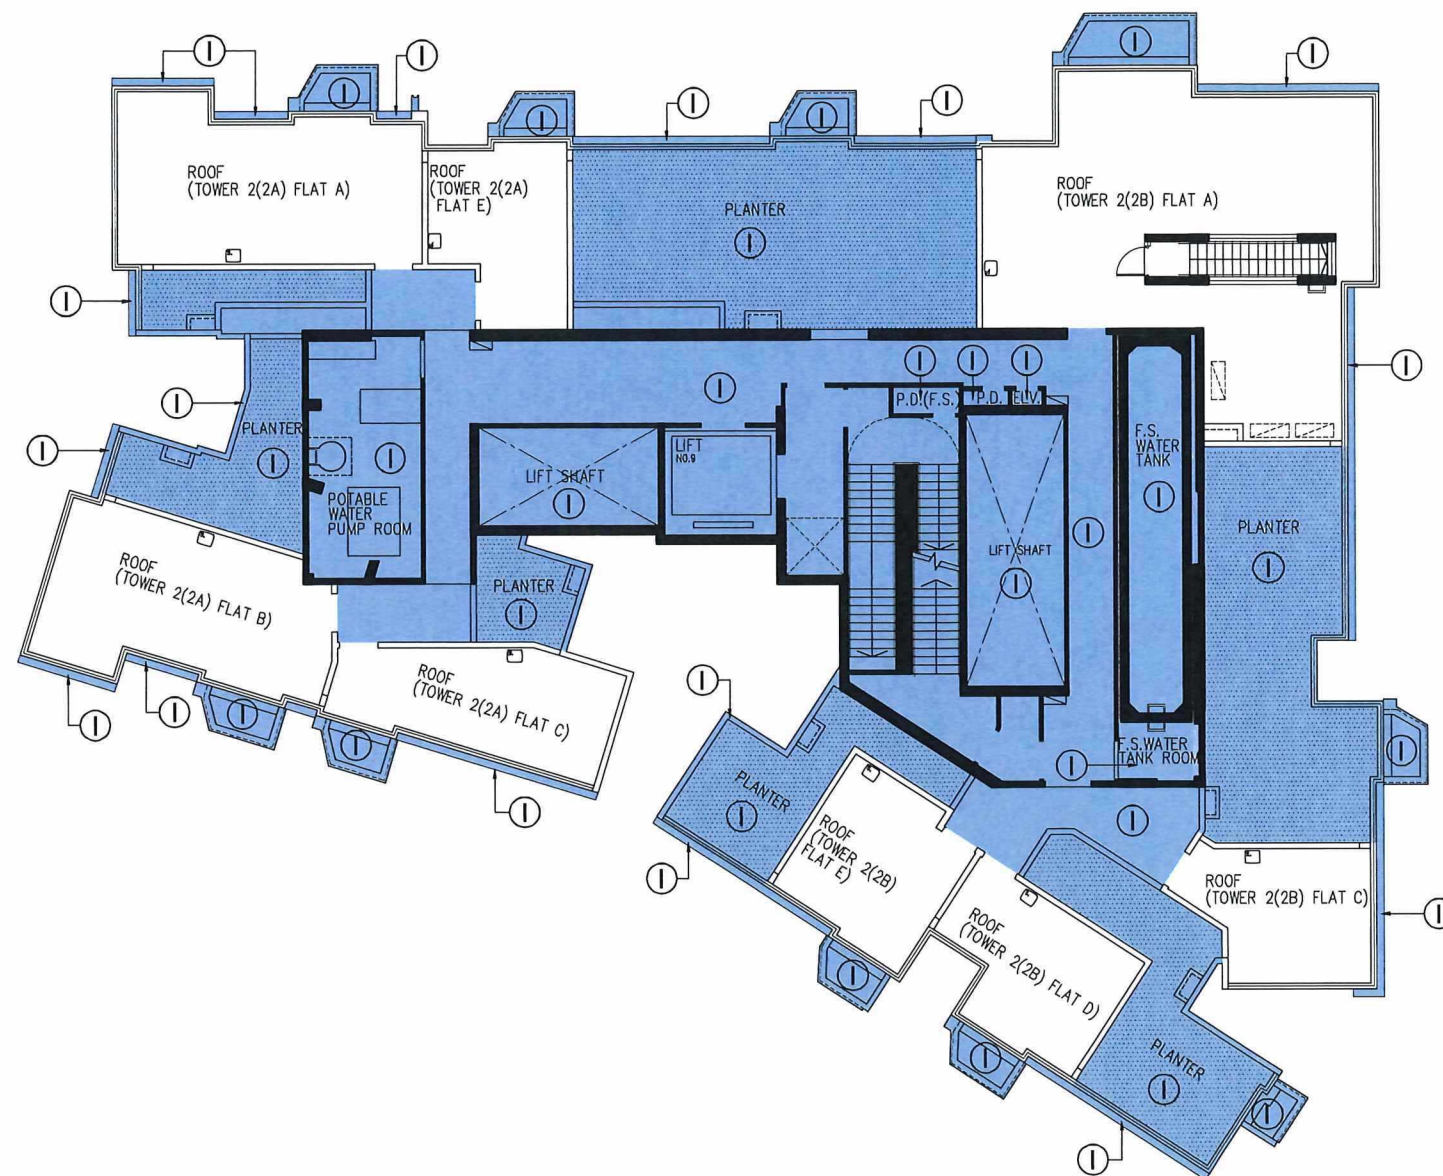 I
I
I
I
I
I
I
I
I
I
ROOF
(TOWER 2(2A) FLAT A)
ROOF
(TOWER 2(2A)
FLAT E)
PLANTER
I
ROOF
(TOWER 2(2B) FLAT A)
I
I
I
I
I
I
I
I
P.D.(F.S.)
P.D.
ELV.
PLANTER
I
I
POTABLE
WATER
PUMP ROOM
LIFT
NO.9
LIFT SHAFT
I
F.S.
WATER
TANK
I
I
LIFT SHAFT
I
PLANTER
I
ROOF
(TOWER 2(2A) FLAT B)
PLANTER
I
ROOF
(TOWER 2(2A) FLAT C)
I
I
I
I
I
I
F.S.WATER
TANK ROOM
I
I
PLANTER
I
I
I
ROOF
(TOWER 2(2B)
FLAT E)
ROOF
(TOWER 2(2B) FLAT C)
I
ROOF
(TOWER 2(2B) FLAT D)
I
I
PLANTER
I
I
I